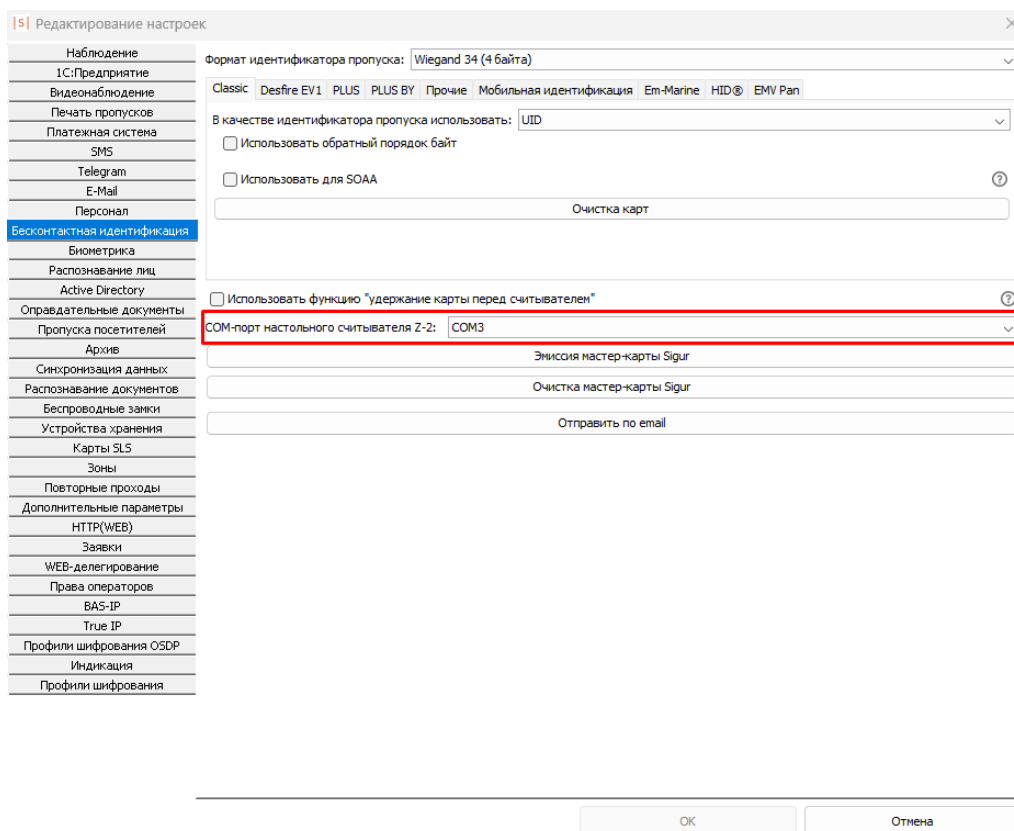 |S| Редактирование настроек
Наблюдение
1С:Предприятие
Видеонаблюдение
Печать пропусков
Платежная система
SMS
Telegram
E-Mail
Персонал
Бесконтактная идентификация
Биометрика
Распознавание лиц
Active Directory
Оправдательные документы
Пропуска посетителей
Архив
Синхронизация данных
Распознавание документов
Беспроводные замки
Устройства хранения
Карты SLS
Зоны
Повторные проходы
Дополнительные параметры
HTTP(WEB)
Заявки
WEB-делегирование
Права операторов
BAS-IP
True IP
Профили шифрования OSDP
Индикация
Профили шифрования
Формат идентификатора пропуска: Wiegand 34 (4 байта)
Classic Desfire EV1 PLUS PLUS BY Прочие Мобильная идентификация Em-Marine HID® EMV Pan
В качестве идентификатора пропуска использовать: UID
Использовать обратный порядок байт
Использовать для SOAA ?
Очистка карт
Использовать функцию "удержание карты перед считывателем" ?
COM-порт настольного считывателя Z-2: COM3
Эмиссия мастер-карты Sigur
Очистка мастер-карты Sigur
Отправить по email
OK Отмена